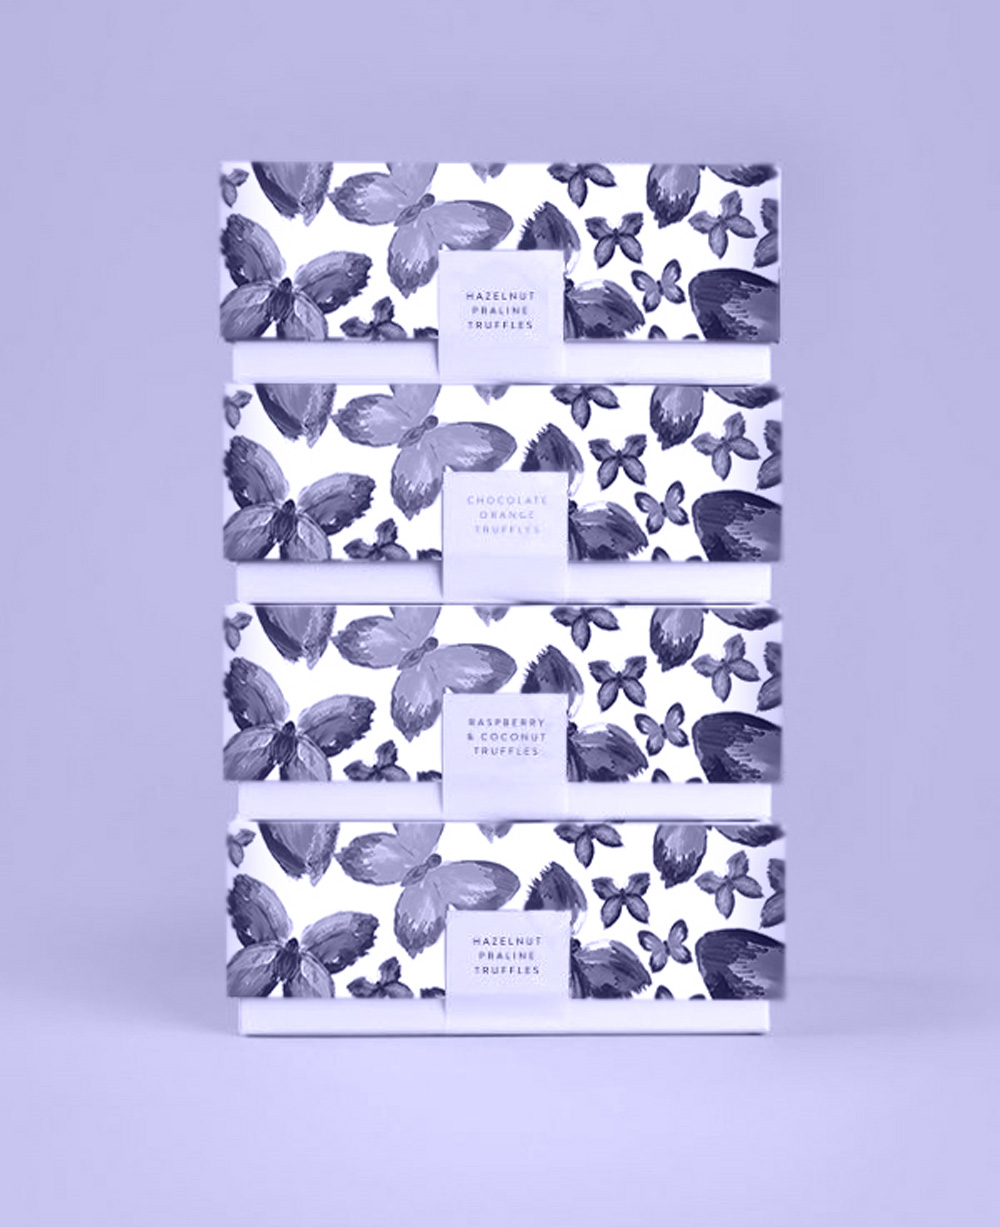 HAZELNUT
PRALINE
TRUFFLES
CHOCOLATE
ORANGE
TRUFFLES
RASPBERRY
& COCONUT
TRUFFLES
HAZELNUT
PRALINE
TRUFFLES